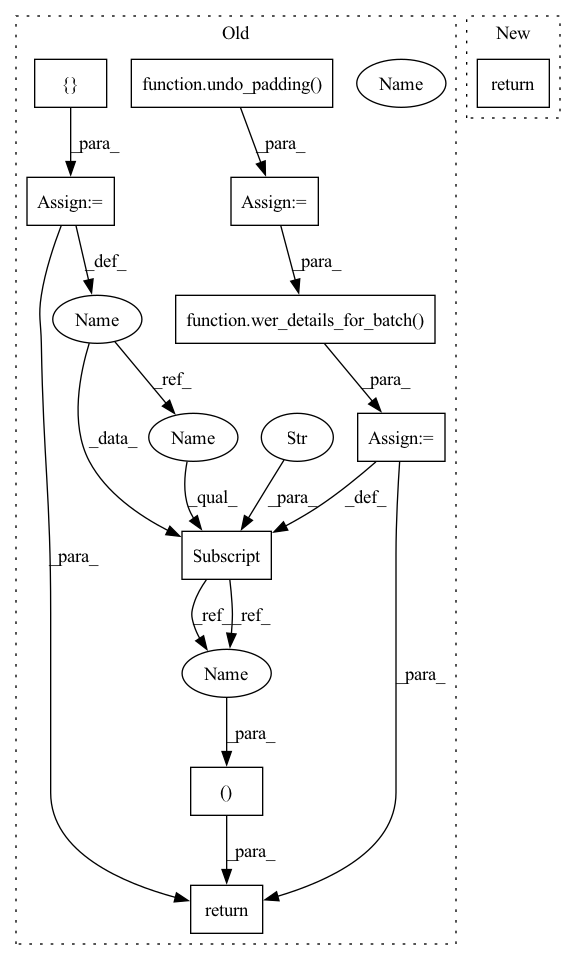 Old
New
{}
function.undo_padding()
Name
return
_para_
_para_
Assign:=
Assign:=
_def_
_para_
Name
function.wer_details_for_batch()
_ref_
_para_
_data_
Name
Str
Assign:=
_qual_
_para_
_def_
_para_
Subscript
_ref_
_ref_
Name
_para_
_para_
()
_para_
return